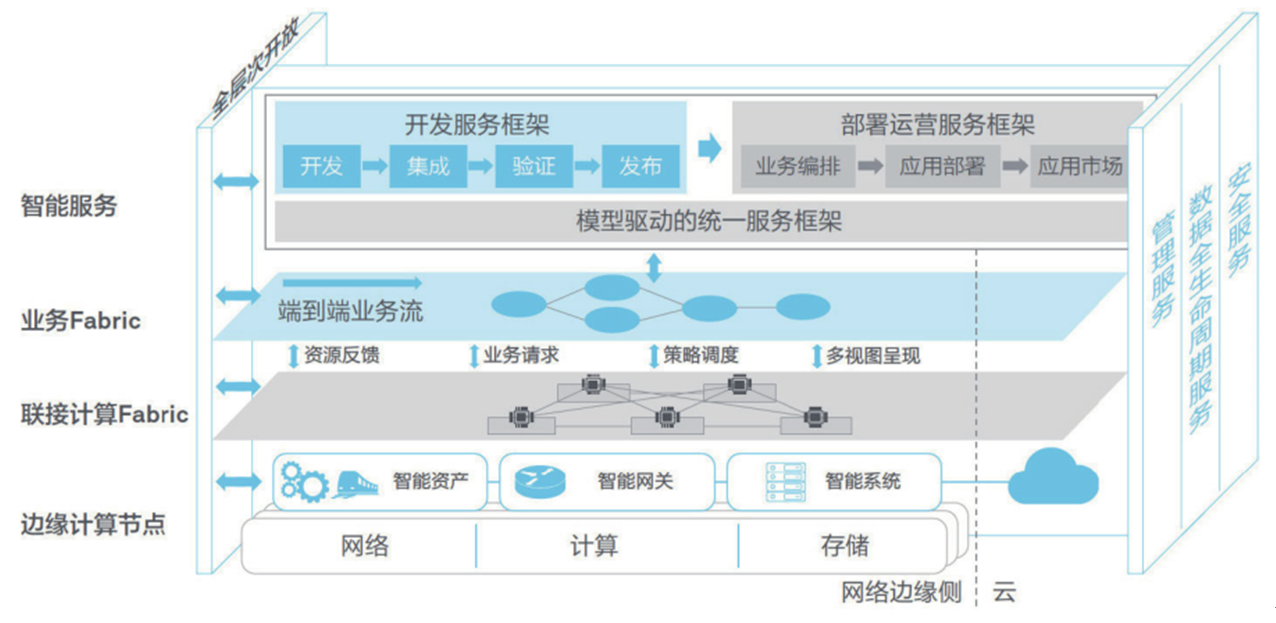 全层次开放
开发服务框架
开发
集成
验证
发布
部署运营服务框架
业务编排
应用部署
应用市场
模型驱动的统一服务框架
智能服务
业务Fabric
端到端业务流
资源反馈
业务请求
策略调度
多视图呈现
联接计算Fabric
智能资产
智能网关
智能系统
边缘计算节点
网络
计算
存储
网络边缘侧
云
管理服务
数据全生命周期服务
安全服务